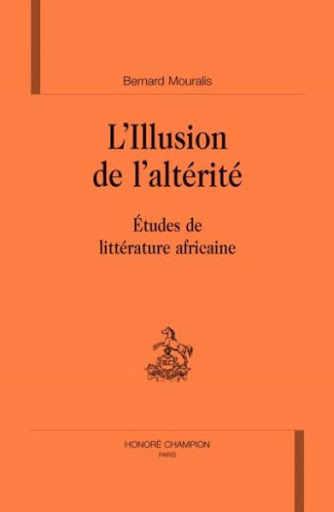 Bernard Mouralis
L'Illusion
de l'altérité
Études de
littérature africaine
HONORÉ CHAMPION
PARIS